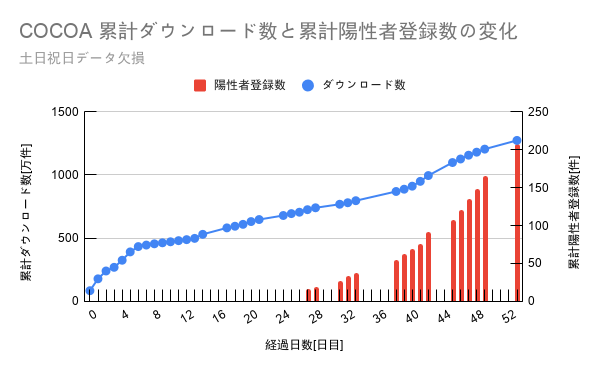 COCOA 累計ダウンロード数と累計陽性者登録数の変化
土日祝日データ欠損
陽性者登録数 ダウンロード数
累計ダウンロード数[万件]
1500
1000
500
0
250
200
150
100
50
0
累計陽性者登録数[件]
0 4 8 12 16 20 24 28 32 36 40 44 48 52
経過日数[日目]